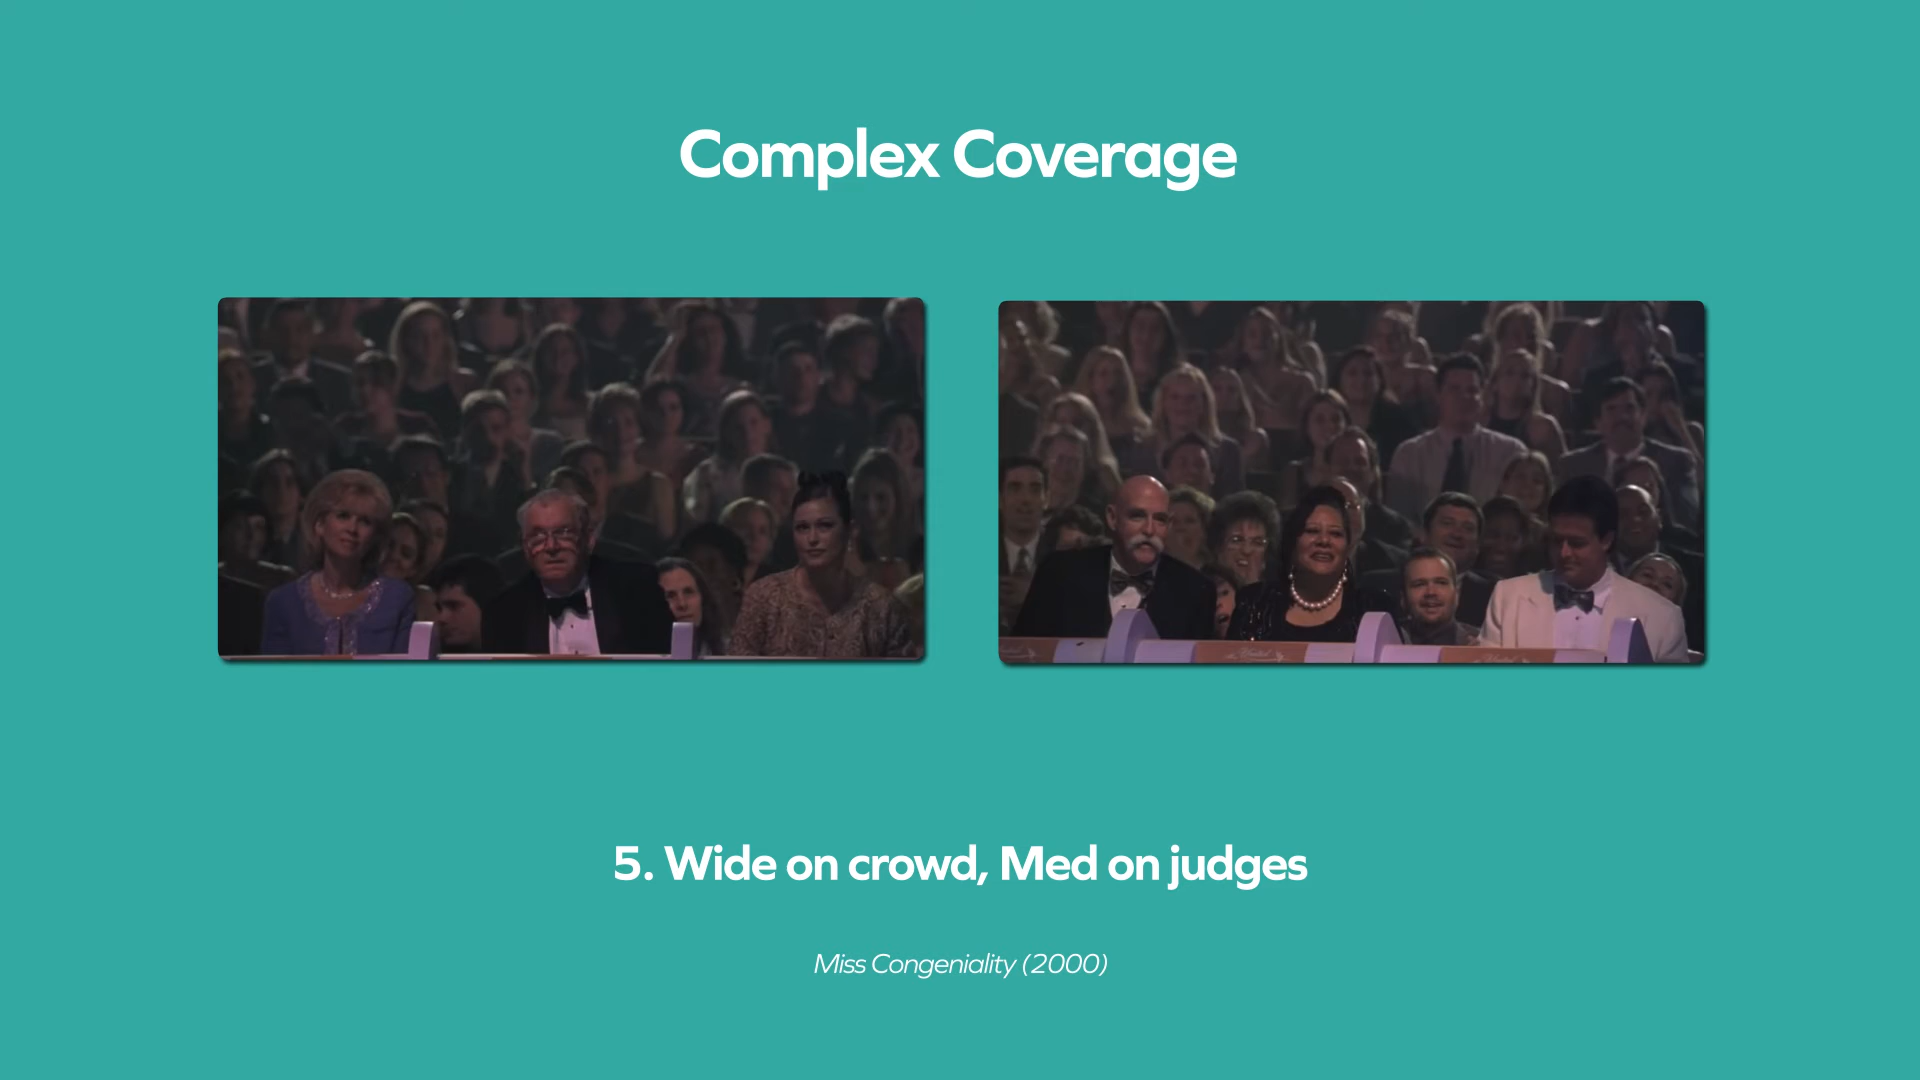 Complex Coverage
5. Wide on crowd, Med on judges
Miss Congeniality (2000)